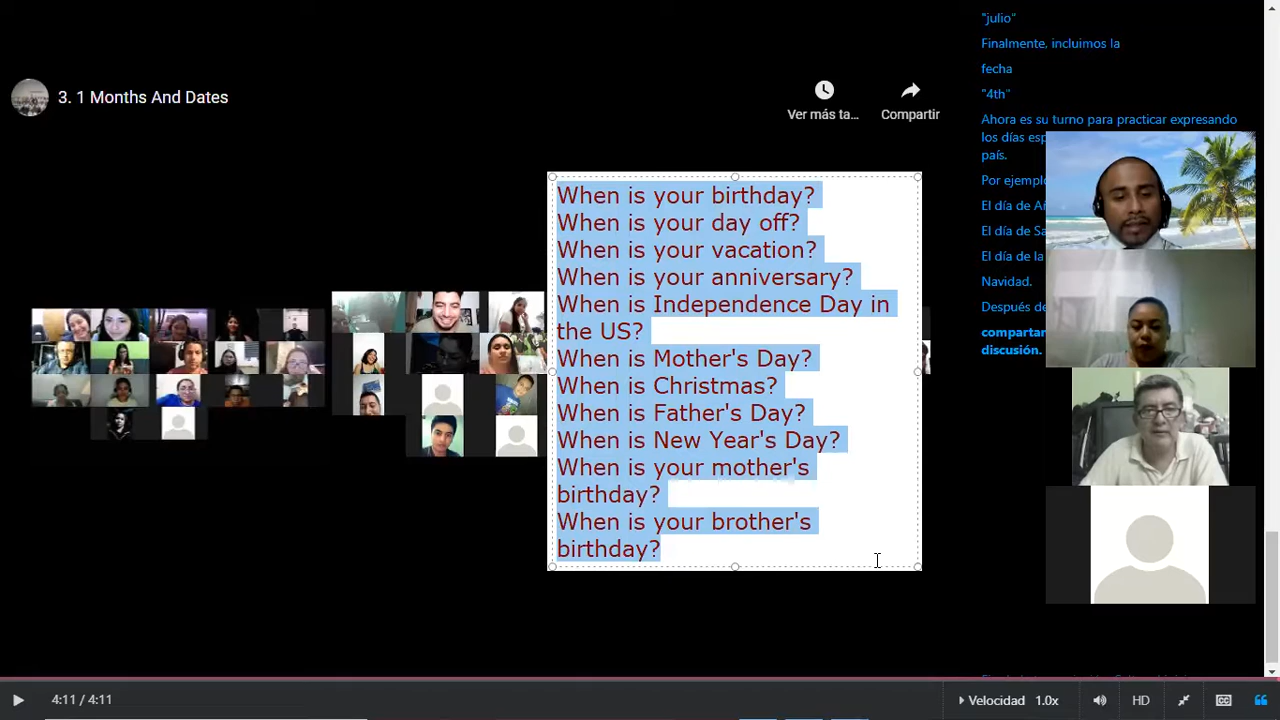 "julio"
Finalmente, incluimos la
fecha
"4th"
Ahora es su turno para practicar expresando
los días esp
país.
Por ejemplo
El día de Añ
El día de Sa
El día de la
Navidad.
Después de
compartan
discusión.
3. 1 Months And Dates
Ver más ta...
Compartir
When is your birthday?
When is your day off?
When is your vacation?
When is your anniversary?
When is Independence Day in
the US?
When is Mother's Day?
When is Christmas?
When is Father's Day?
When is New Year's Day?
When is your mother's
birthday?
When is your brother's
birthday?
4:11 / 4:11
Velocidad 1.0x
HD
CC